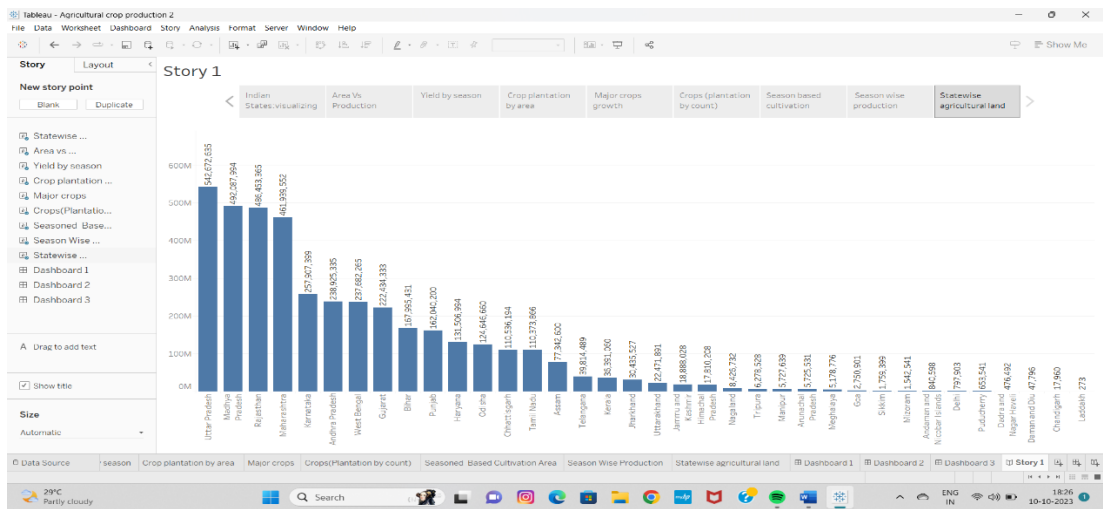 Tableau - Agricultural crop production 2
File Data Worksheet Dashboard Story Analysis Format Server Window Help
Show Me
Story Layout
New story point
Blank Duplicate
Statewise ...
Area vs ...
Yield by season
Crop plantation ...
Major crops
Crops(Plantatio...
Seasoned Base...
Season Wise ...
Statewise ...
Dashboard 1
Dashboard 2
Dashboard 3
A Drag to add text
Show title
Size
Automatic
Story 1
Indian
States:visualizing
Area Vs
Production
Yield by season
Crop plantation
by area
Major crops
growth
Crops (plantation
by count)
Season based
cultivation
Season wise
production
Statewise
agricultural land
600M
500M
400M
300M
200M
100M
0M
542,672,635
492,087,994
486,453,365
461,939,552
257,907,399
238,925,335
237,682,265
222,434,333
167,995,431
162,040,200
131,506,994
124,646,660
110,536,194
110,373,866
77,342,600
39,814,489
36,391,060
30,435,527
22,471,891
18,888,028
17,810,208
8,426,732
6,278,528
5,727,639
5,725,531
5,178,776
2,750,901
1,755,399
1,542,541
840,598
797,903
653,541
476,492
47,796
17,960
273
Uttar Pradesh
Madhya
Pradesh
Rajasthan
Maharashtra
Karnataka
Andhra Pradesh
West Bengal
Gujarat
Bihar
Punjab
Haryana
Odisha
Chhattisgarh
Tamil Nadu
Assam
Telangana
Kerala
Jharkhand
Uttarakhand
Jammu and
Kashmir
Himachal
Pradesh
Nagaland
Tripura
Manipur
Arunachal
Pradesh
Meghalaya
Goa
Sikkim
Mizoram
Andaman and
Nicobar Islands
Delhi
Puducherry
Dadra and
Nagar Haveli
Daman and Diu
Chandigarh
Laddakh
Data Source season Crop plantation by area Major crops Crops(Plantation by count) Seasoned Based Cultivation Area Season Wise Production Statewise agricultural land Dashboard 1 Dashboard 2 Dashboard 3 Story 1
29°C
Partly cloudy
Search
ENG
IN
18:26
10-10-2023